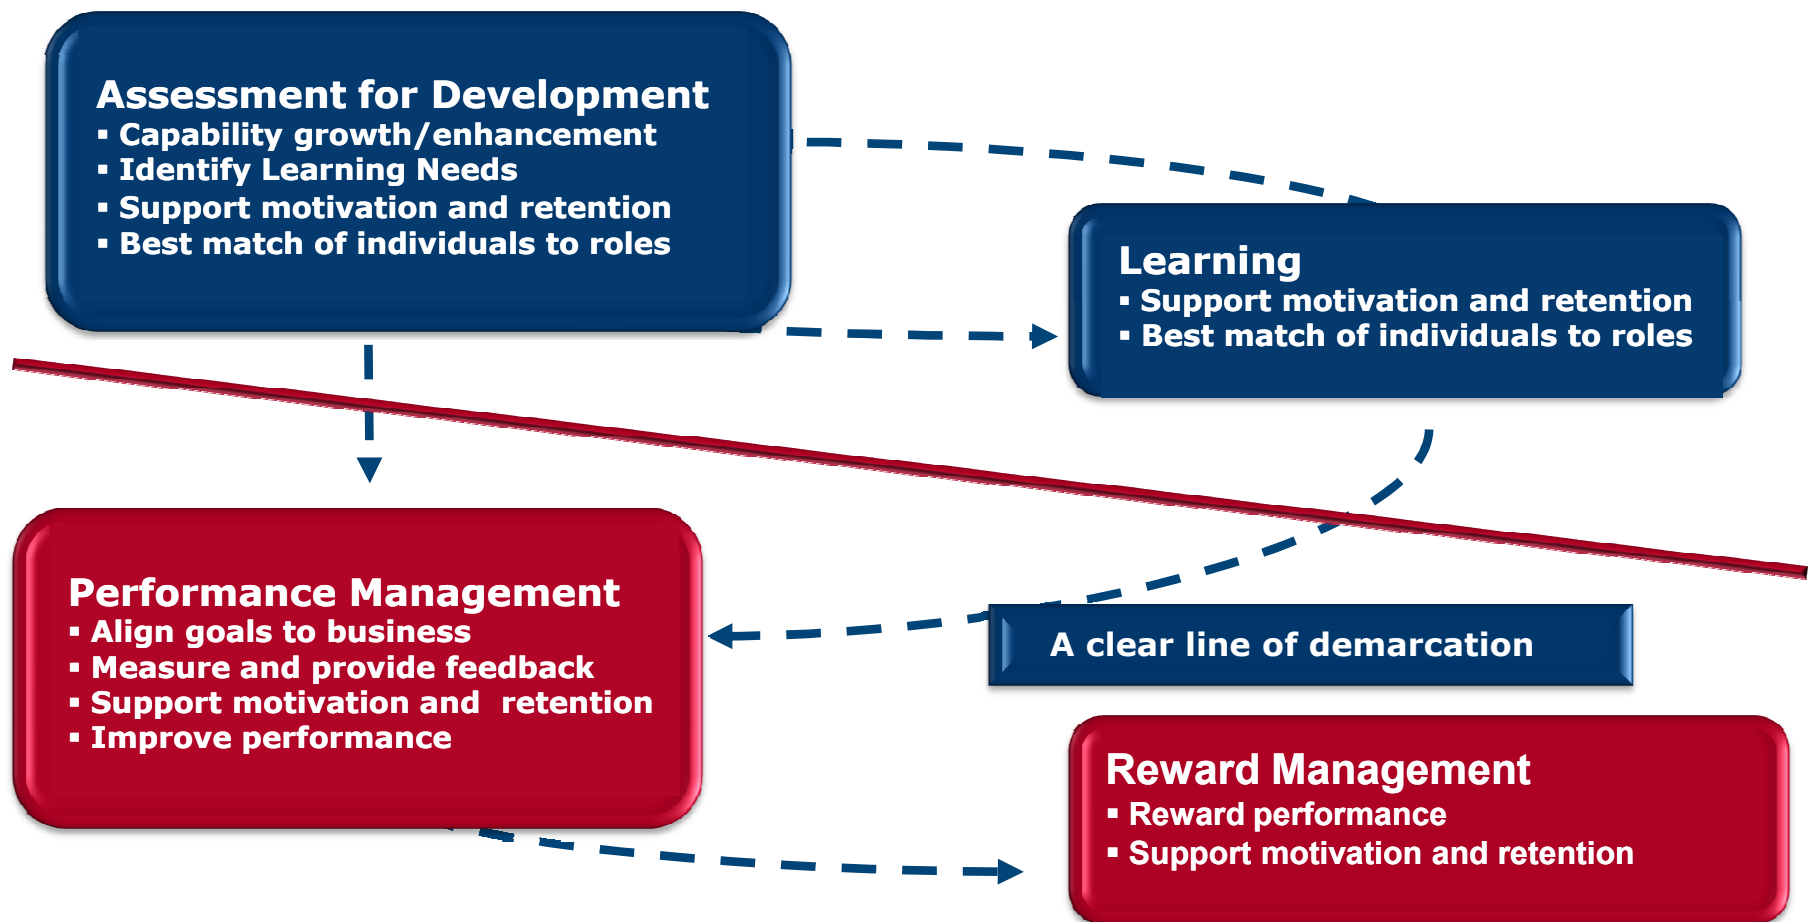 Assessment for Development
▪ Capability growth/enhancement
▪ Identify Learning Needs
▪ Support motivation and retention
▪ Best match of individuals to roles
Learning
▪ Support motivation and retention
▪ Best match of individuals to roles
Performance Management
▪ Align goals to business
▪ Measure and provide feedback
▪ Support motivation and  retention
▪ Improve performance
A clear line of demarcation
Reward Management
▪ Reward performance
▪ Support motivation and retention